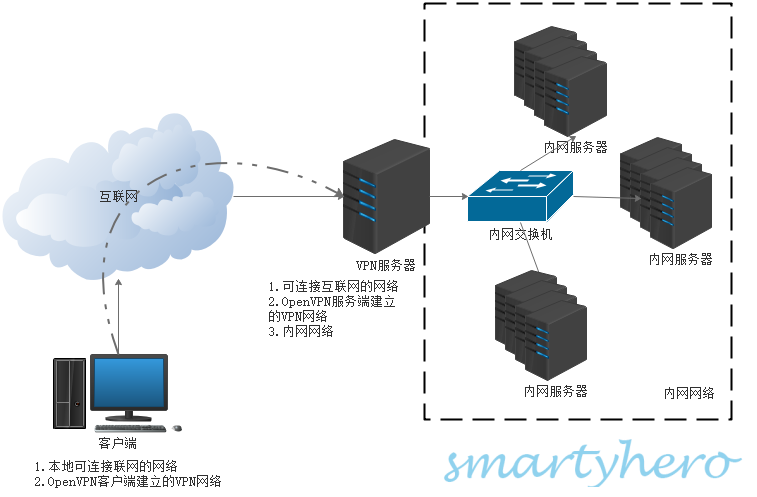 内网服务器
互联网
内网交换机
内网服务器
VPN服务器
1.可连接互联网的网络
2.OpenVPN服务端建立
的VPN网络
3.内网网络
内网服务器
内网网络
客户端
1.本地可连接联网的网络
2.OpenVPN客户端建立的VPN网络
smartyhero